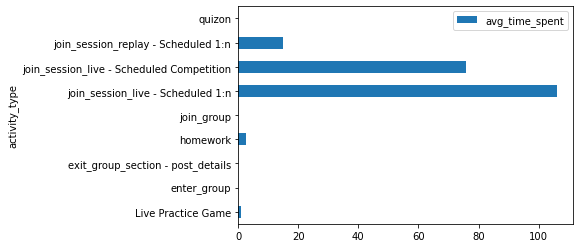 avg_time_spent
activity_type
quizon
join_session_replay - Scheduled 1:n
join_session_live - Scheduled Competition
join_session_live - Scheduled 1:n
join_group
homework
exit_group_section - post_details
enter_group
Live Practice Game
0 20 40 60 80 100